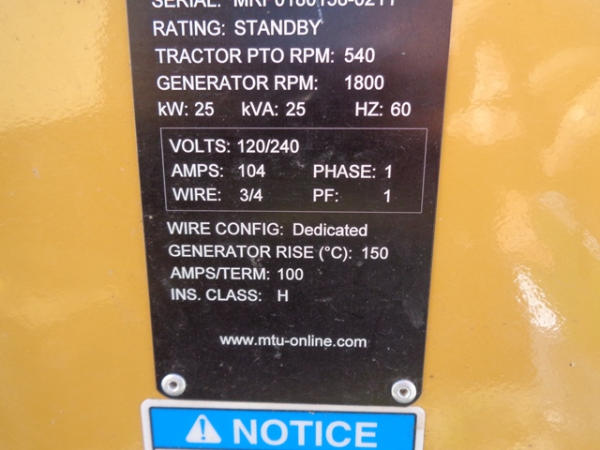 SERIAL:
RATING: STANDBY
TRACTOR PTO RPM: 540
GENERATOR RPM: 1800
kW: 25 kVA: 25 HZ: 60
VOLTS: 120/240
AMPS: 104 PHASE: 1
WIRE: 3/4 PF: 1
WIRE CONFIG: Dedicated
GENERATOR RISE (°C): 150
AMPS/TERM: 100
INS. CLASS: H
www.mtu-online.com
NOTICE